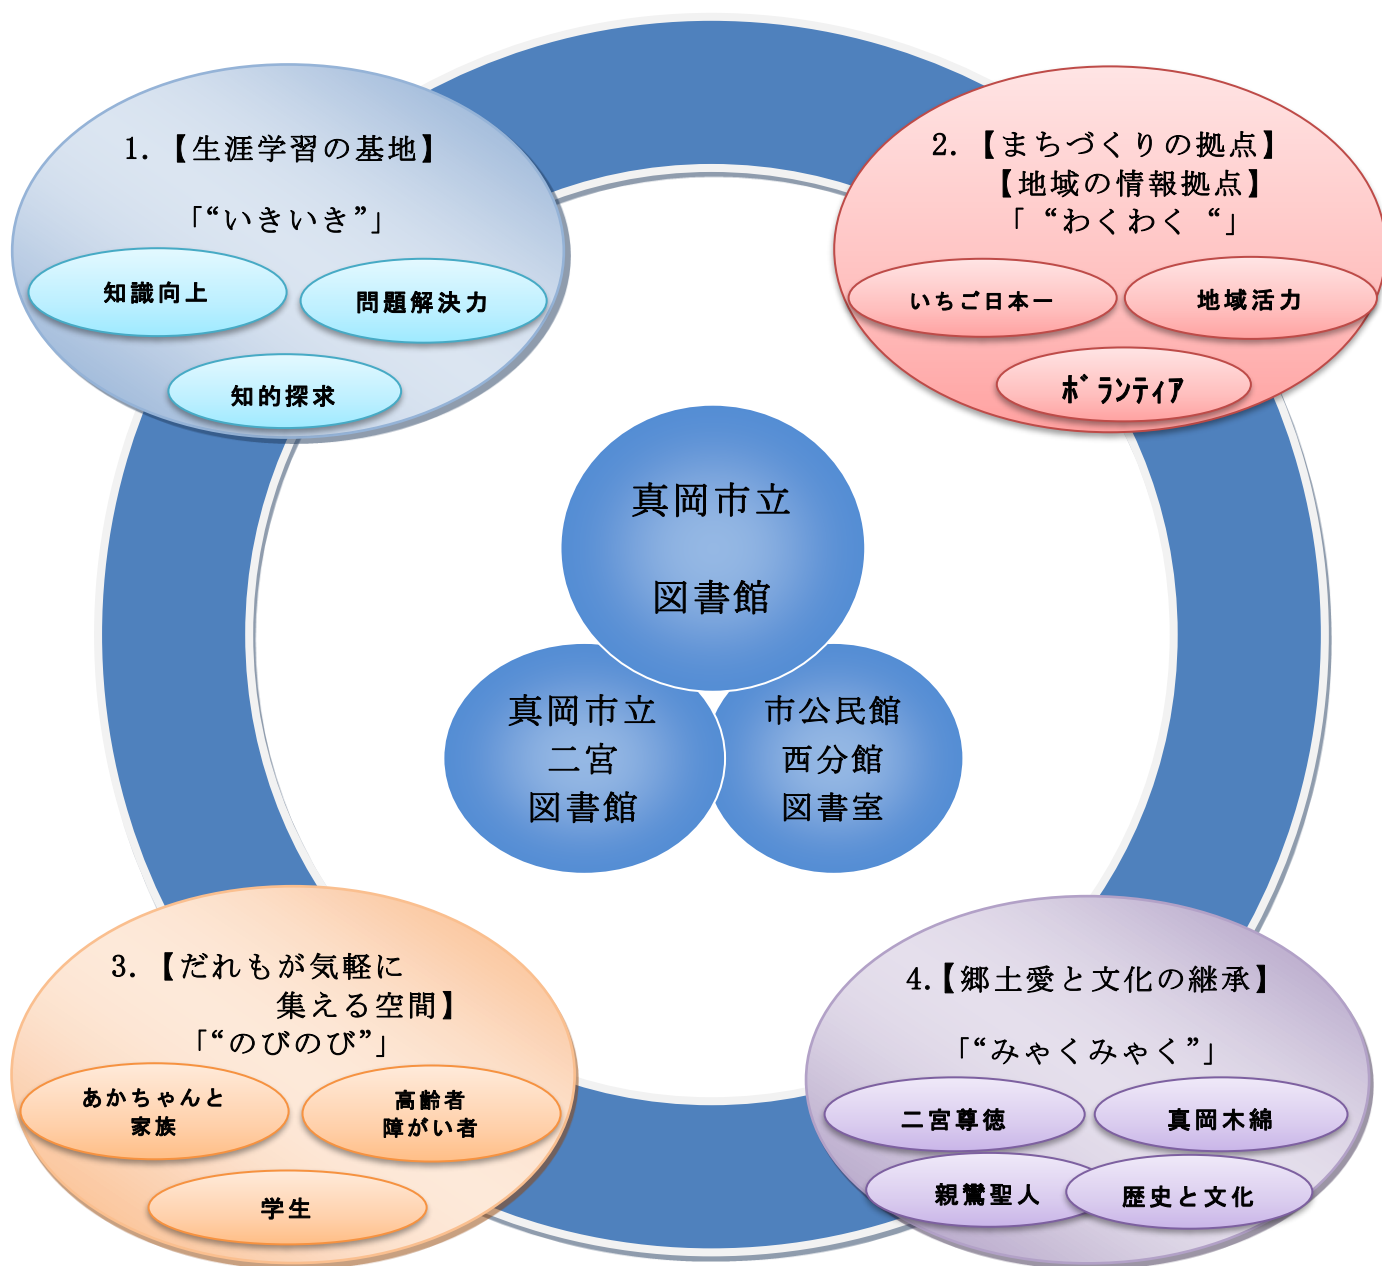 1.【生涯学習の基地】
「“いきいき”」
知識向上
問題解決力
知的探求
2.【まちづくりの拠点】
【地域の情報拠点】
「 “わくわく “」
いちご日本一
地域活力
ﾎﾞﾗﾝﾃｨｱ
真岡市立
図書館
真岡市立
二宮
図書館
市公民館
西分館
図書室
3.【だれもが気軽に
集える空間】
「“のびのび”」
あかちゃんと
家族
高齢者
障がい者
学生
4.【郷土愛と文化の継承】
「“みゃくみゃく”」
二宮尊徳
真岡木綿
親鸞聖人
歴史と文化